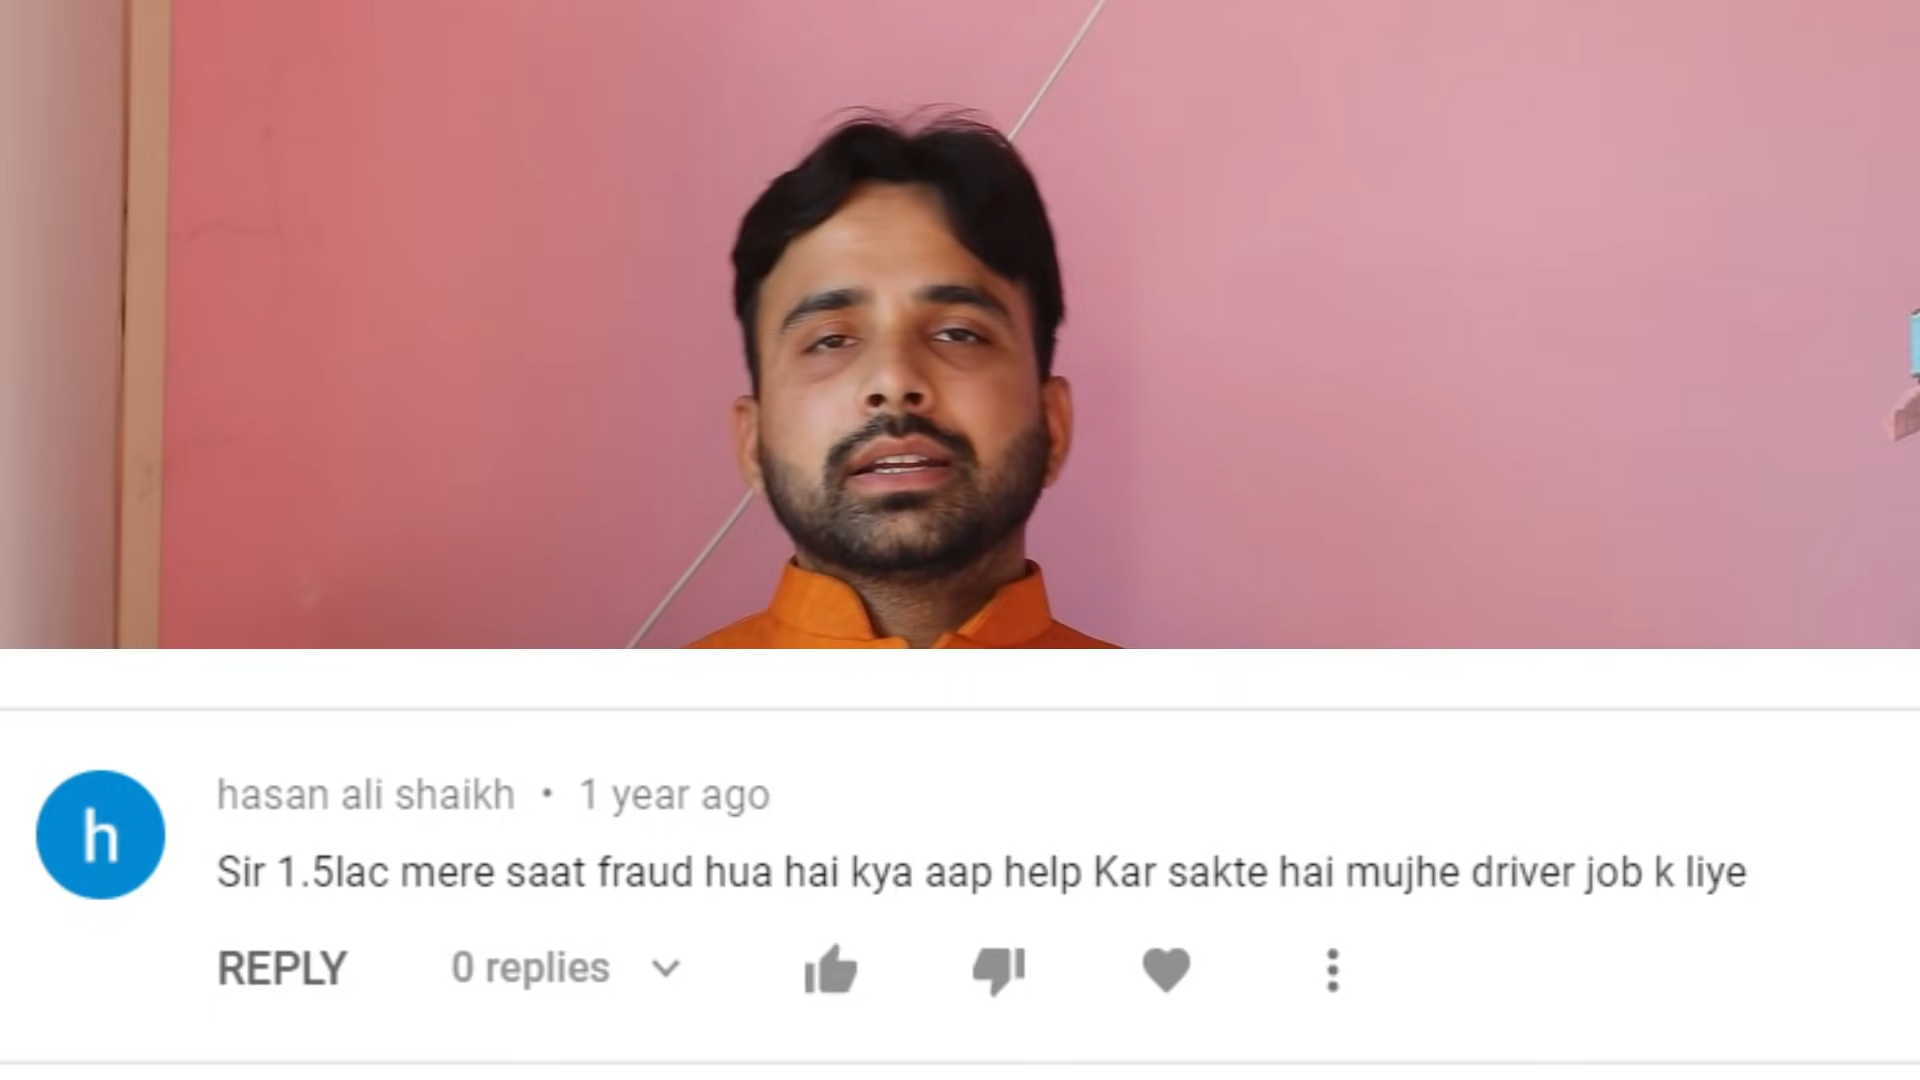 h
hasan ali shaikh • 1 year ago
Sir 1.5lac mere saat fraud hua hai kya aap help Kar sakte hai mujhe driver job k liye
REPLY 0 replies